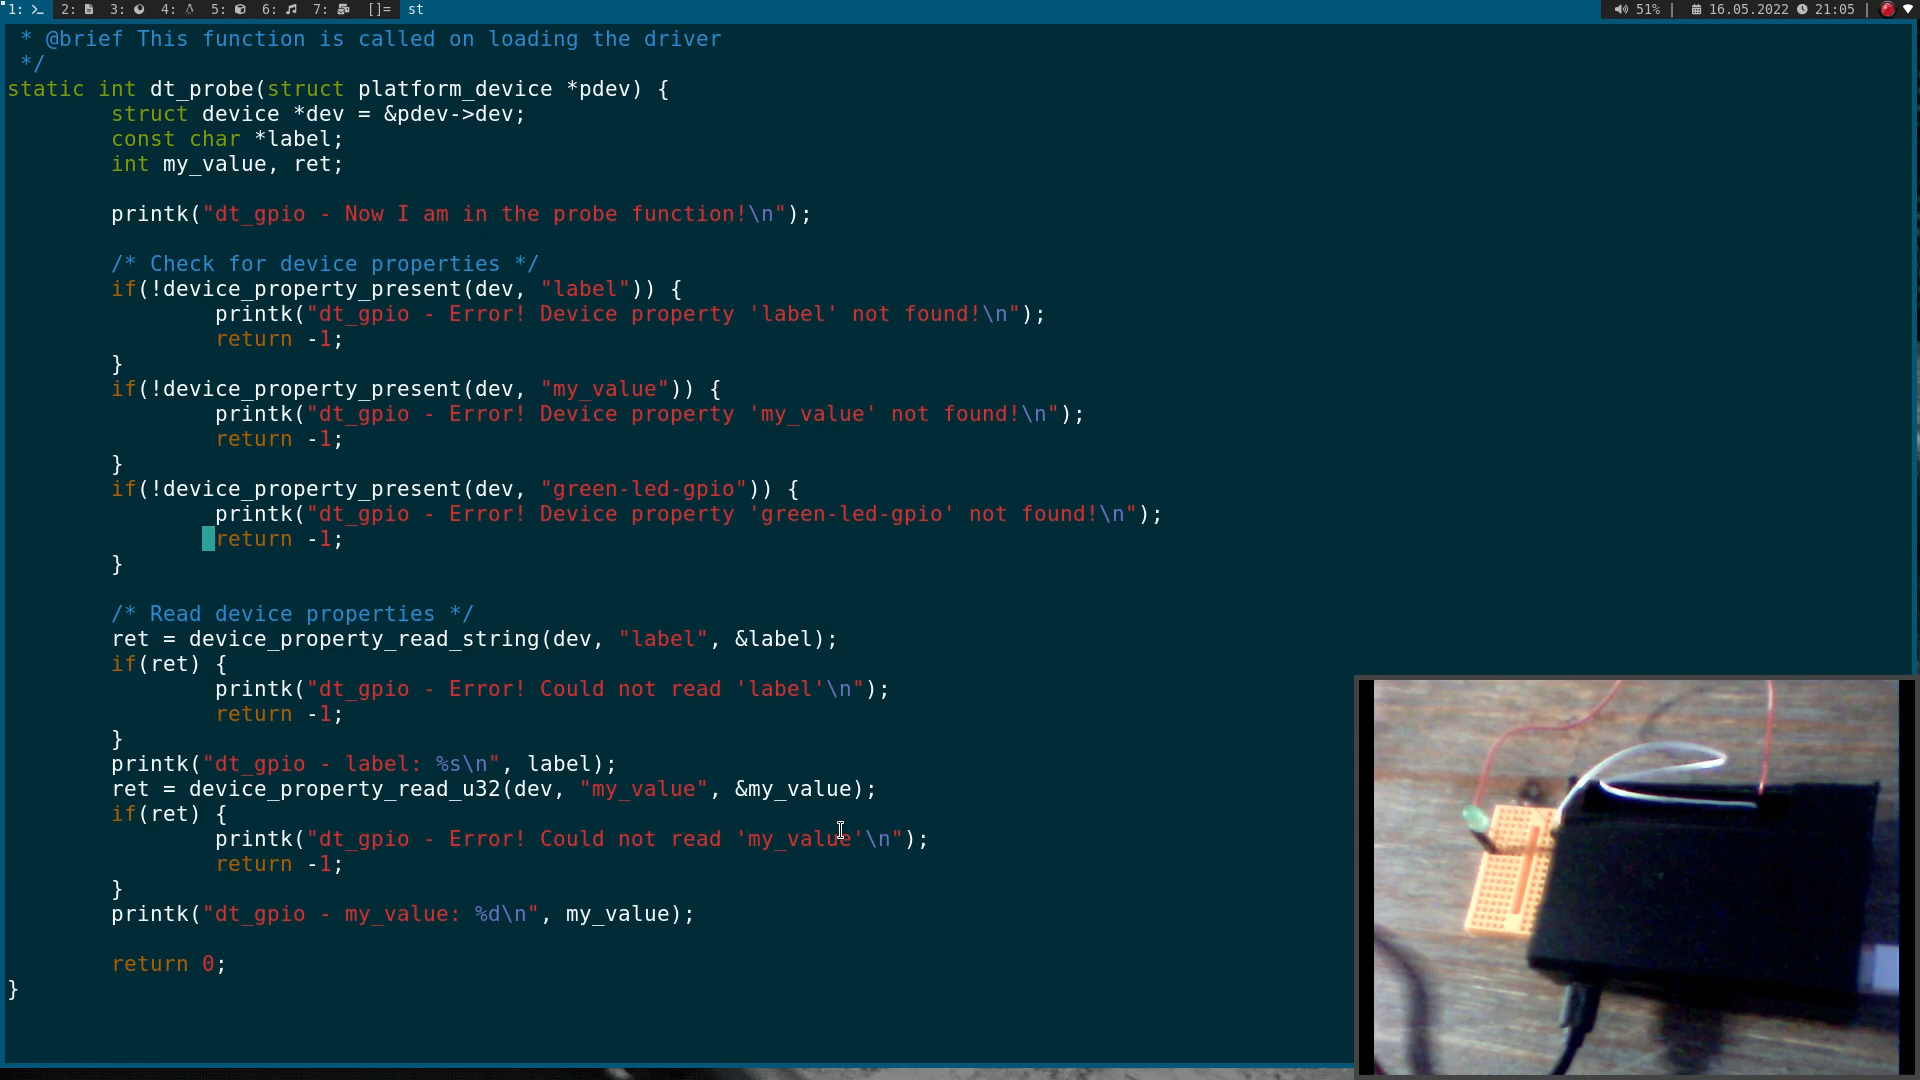 1: 2: 3: 4: 5: 6: 7: []= st 51% | 16.05.2022 21:05 |
* @brief This function is called on loading the driver
*/
static int dt_probe(struct platform_device *pdev) {
struct device *dev = &pdev->dev;
const char *label;
int my_value, ret;
printk("dt_gpio - Now I am in the probe function!\n");
/* Check for device properties */
if(!device_property_present(dev, "label")) {
printk("dt_gpio - Error! Device property 'label' not found!\n");
return -1;
}
if(!device_property_present(dev, "my_value")) {
printk("dt_gpio - Error! Device property 'my_value' not found!\n");
return -1;
}
if(!device_property_present(dev, "green-led-gpio")) {
printk("dt_gpio - Error! Device property 'green-led-gpio' not found!\n");
return -1;
}
/* Read device properties */
ret = device_property_read_string(dev, "label", &label);
if(ret) {
printk("dt_gpio - Error! Could not read 'label'\n");
return -1;
}
printk("dt_gpio - label: %s\n", label);
ret = device_property_read_u32(dev, "my_value", &my_value);
if(ret) {
printk("dt_gpio - Error! Could not read 'my_value'\n");
return -1;
}
printk("dt_gpio - my_value: %d\n", my_value);
return 0;
}